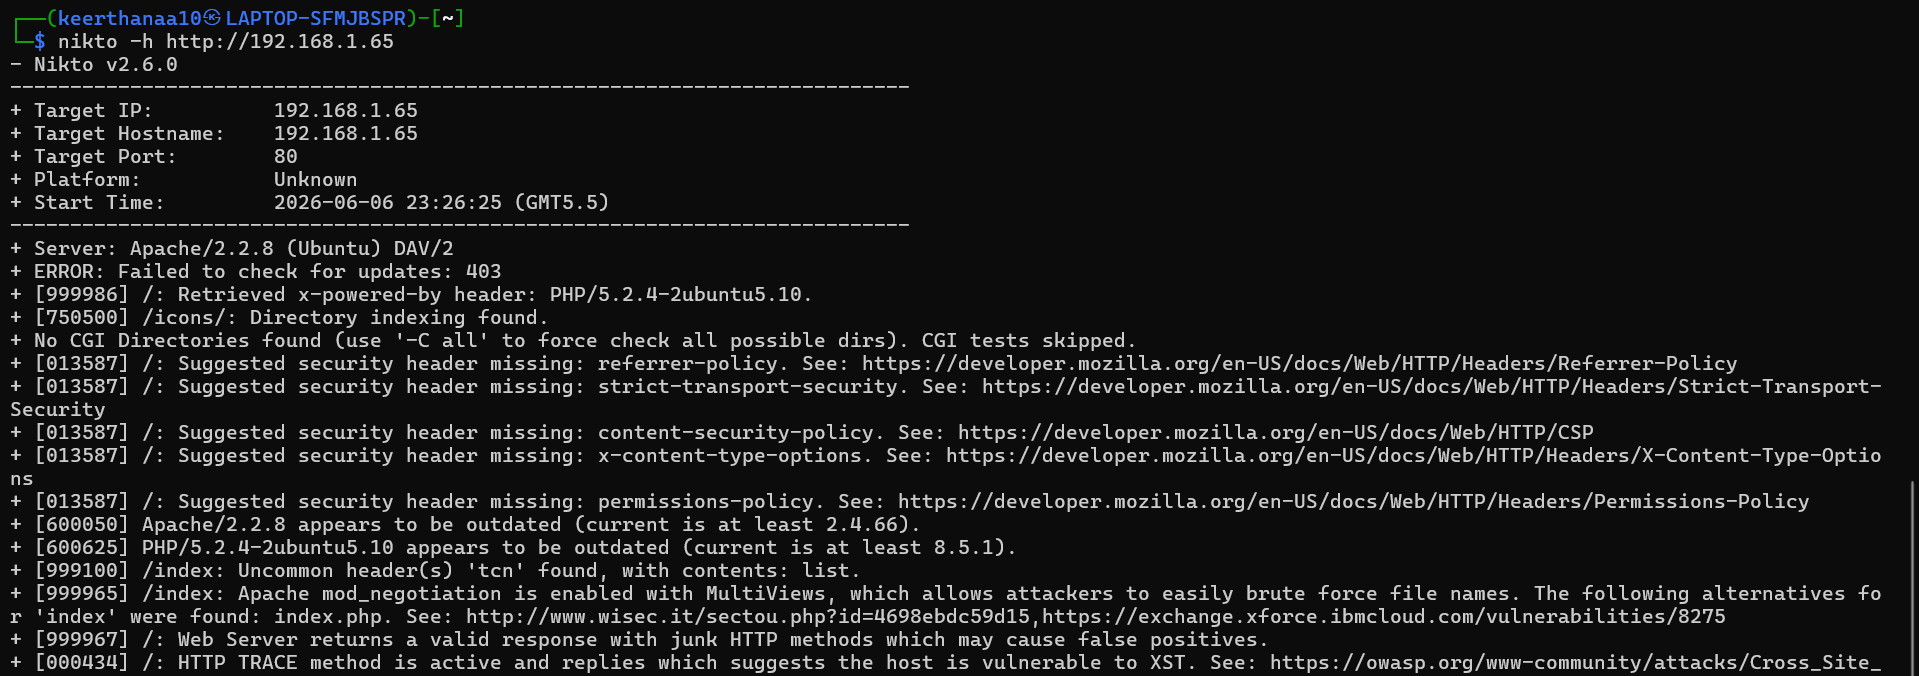 ┌──(keerthanaa10㉿LAPTOP-SFMJBSPR)-[~]
└─$ nikto -h http://192.168.1.65
- Nikto v2.6.0
---------------------------------------------------------------------------
+ Target IP:          192.168.1.65
+ Target Hostname:    192.168.1.65
+ Target Port:        80
+ Platform:           Unknown
+ Start Time:         2026-06-06 23:26:25 (GMT5.5)
---------------------------------------------------------------------------
+ Server: Apache/2.2.8 (Ubuntu) DAV/2
+ ERROR: Failed to check for updates: 403
+ [999986] /: Retrieved x-powered-by header: PHP/5.2.4-2ubuntu5.10.
+ [750500] /icons/: Directory indexing found.
+ No CGI Directories found (use '-C all' to force check all possible dirs). CGI tests skipped.
+ [013587] /: Suggested security header missing: referrer-policy. See: https://developer.mozilla.org/en-US/docs/Web/HTTP/Headers/Referrer-Policy
+ [013587] /: Suggested security header missing: strict-transport-security. See: https://developer.mozilla.org/en-US/docs/Web/HTTP/Headers/Strict-Transport-
Security
+ [013587] /: Suggested security header missing: content-security-policy. See: https://developer.mozilla.org/en-US/docs/Web/HTTP/CSP
+ [013587] /: Suggested security header missing: x-content-type-options. See: https://developer.mozilla.org/en-US/docs/Web/HTTP/Headers/X-Content-Type-Optio
ns
+ [013587] /: Suggested security header missing: permissions-policy. See: https://developer.mozilla.org/en-US/docs/Web/HTTP/Headers/Permissions-Policy
+ [600050] Apache/2.2.8 appears to be outdated (current is at least 2.4.66).
+ [600625] PHP/5.2.4-2ubuntu5.10 appears to be outdated (current is at least 8.5.1).
+ [999100] /index: Uncommon header(s) 'tcn' found, with contents: list.
+ [999965] /index: Apache mod_negotiation is enabled with MultiViews, which allows attackers to easily brute force file names. The following alternatives fo
r 'index' were found: index.php. See: http://www.wisec.it/sectou.php?id=4698ebdc59d15,https://exchange.xforce.ibmcloud.com/vulnerabilities/8275
+ [999967] /: Web Server returns a valid response with junk HTTP methods which may cause false positives.
+ [000434] /: HTTP TRACE method is active and replies which suggests the host is vulnerable to XST. See: https://owasp.org/www-community/attacks/Cross_Site_